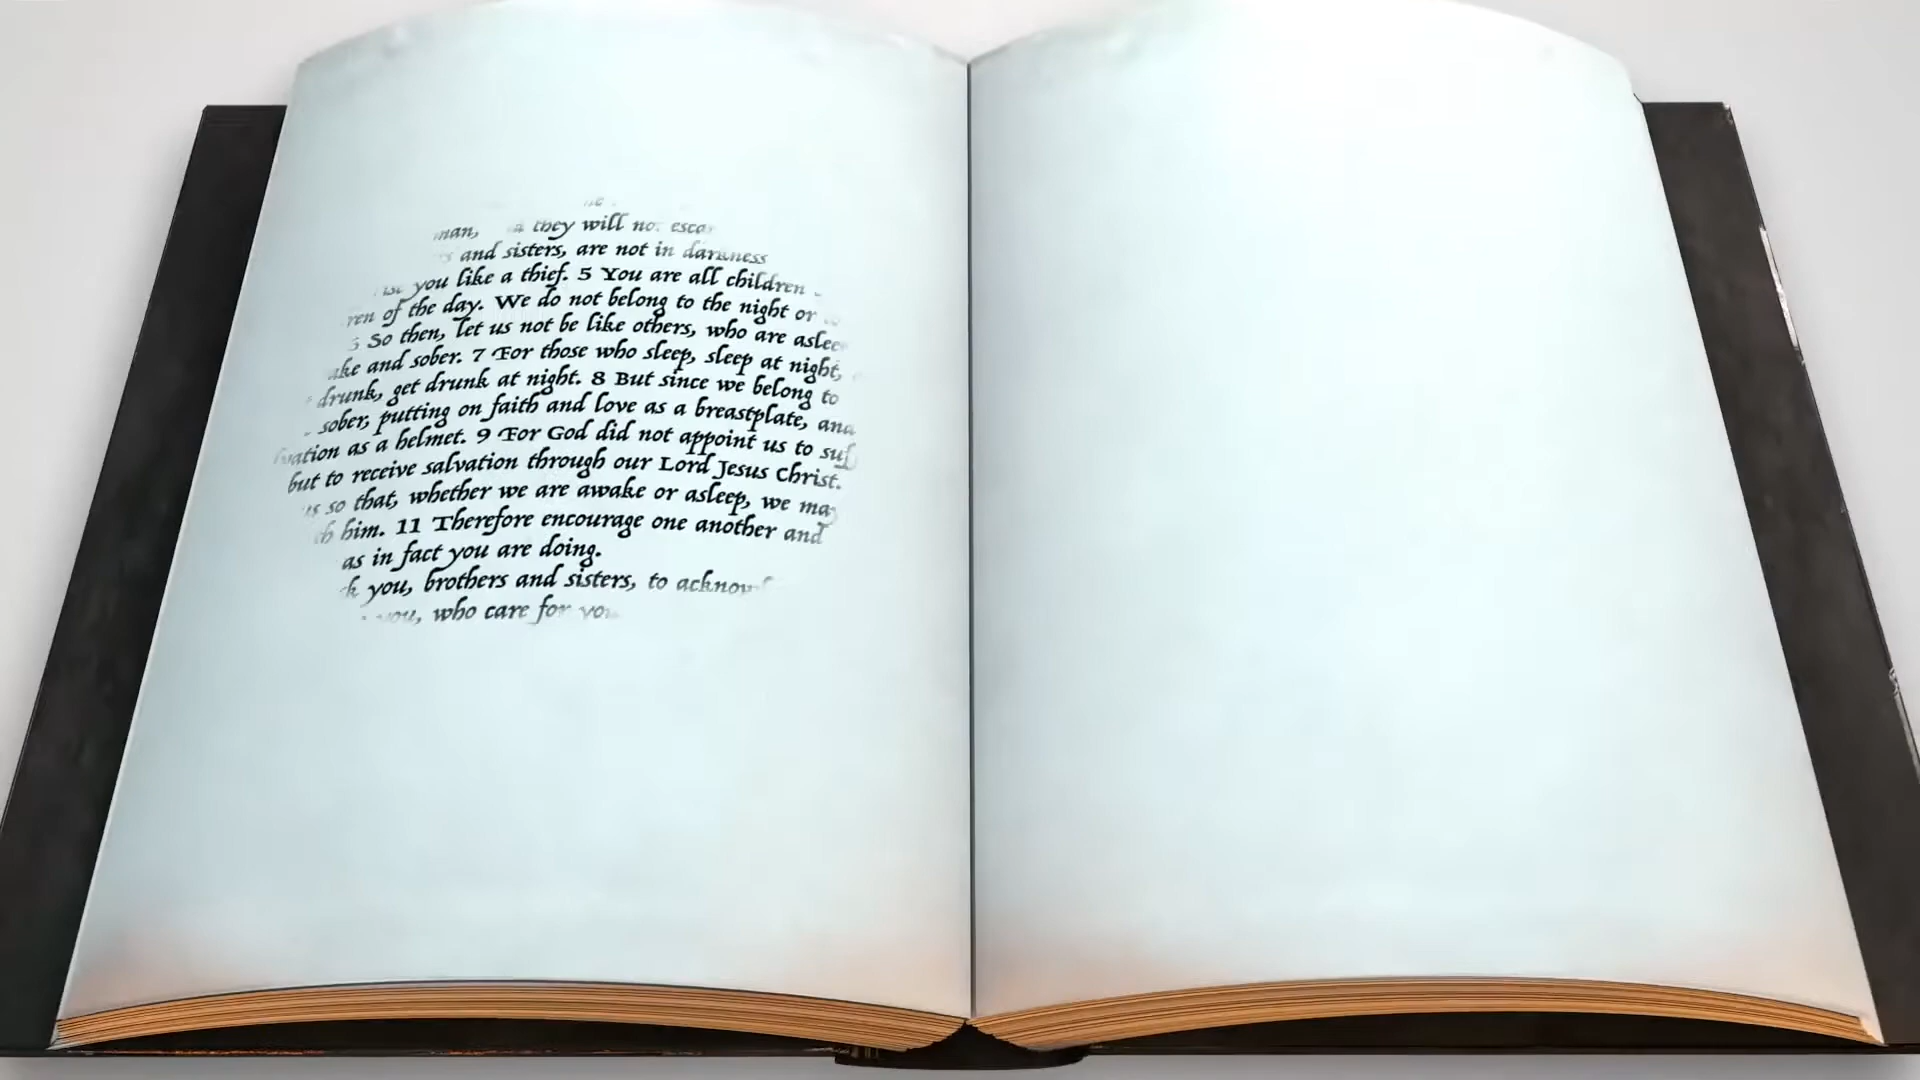 they will
and sisters, are not in darkness
you like a thief. 5 You are all children
of the day. We do not belong to the night or
So then, let us not be like others, who are
and sober. 7 For those who sleep, sleep at night,
drunk, get drunk at night. 8 But since we belong to
sober, putting on faith and love as a breastplate, and
as a helmet. 9 For God did not appoint us to
but to receive salvation through our Lord Jesus Christ.
so that, whether we are awake or asleep, we
him. 11 Therefore encourage one another and
as in fact you are doing.
you, brothers and sisters, to
you, who care for